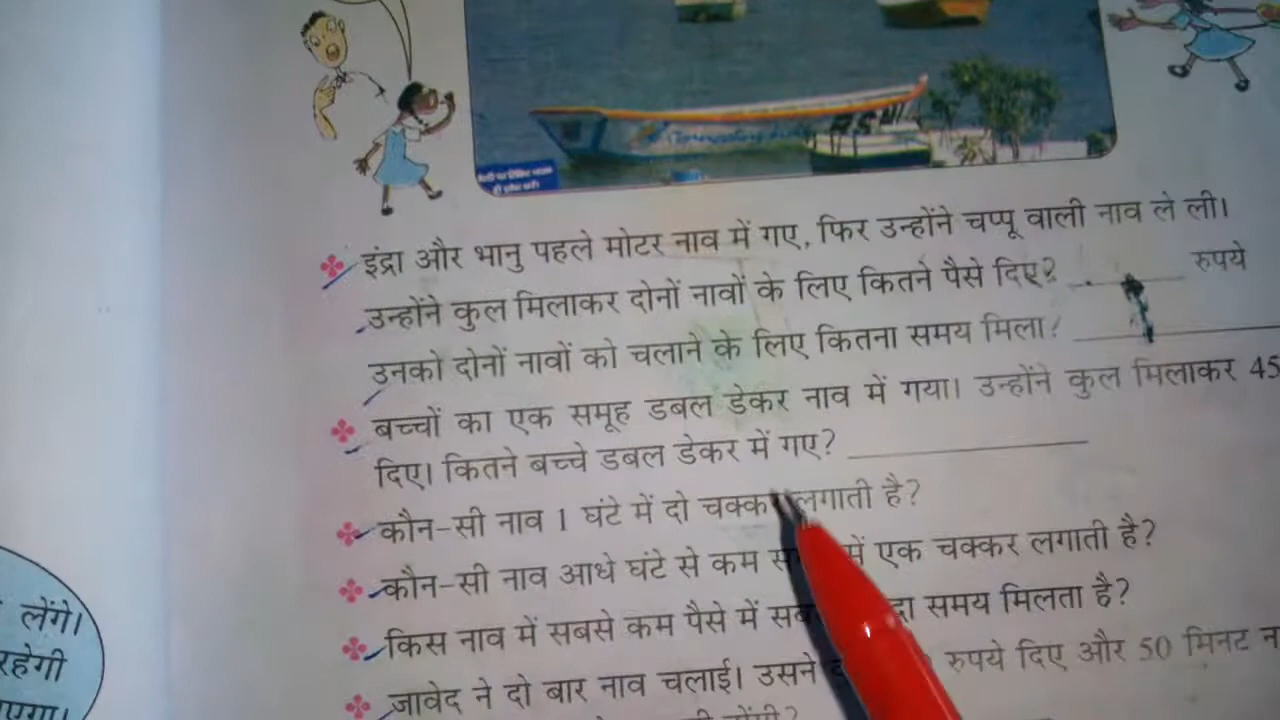 इंद्रा और भानु पहले मोटर नाव में गए, फिर उन्होंने चप्पू वाली नाव ले ली।
उन्होंने कुल मिलाकर दोनों नावों के लिए कितने पैसे दिए? रुपये
उनको दोनों नावों को चलाने के लिए कितना समय मिला?
बच्चों का एक समूह डबल डेकर नाव में गया। उन्होंने कुल मिलाकर 45
दिए। कितने बच्चे डबल डेकर में गए?
कौन-सी नाव 1 घंटे में दो चक्कर लगाती है?
कौन-सी नाव आधे घंटे से कम में एक चक्कर लगाती है?
किस नाव में सबसे कम पैसे में समय मिलता है?
जावेद ने दो बार नाव चलाई। उसने रुपये दिए और 50 मिनट
लेंगे।
रहेगी